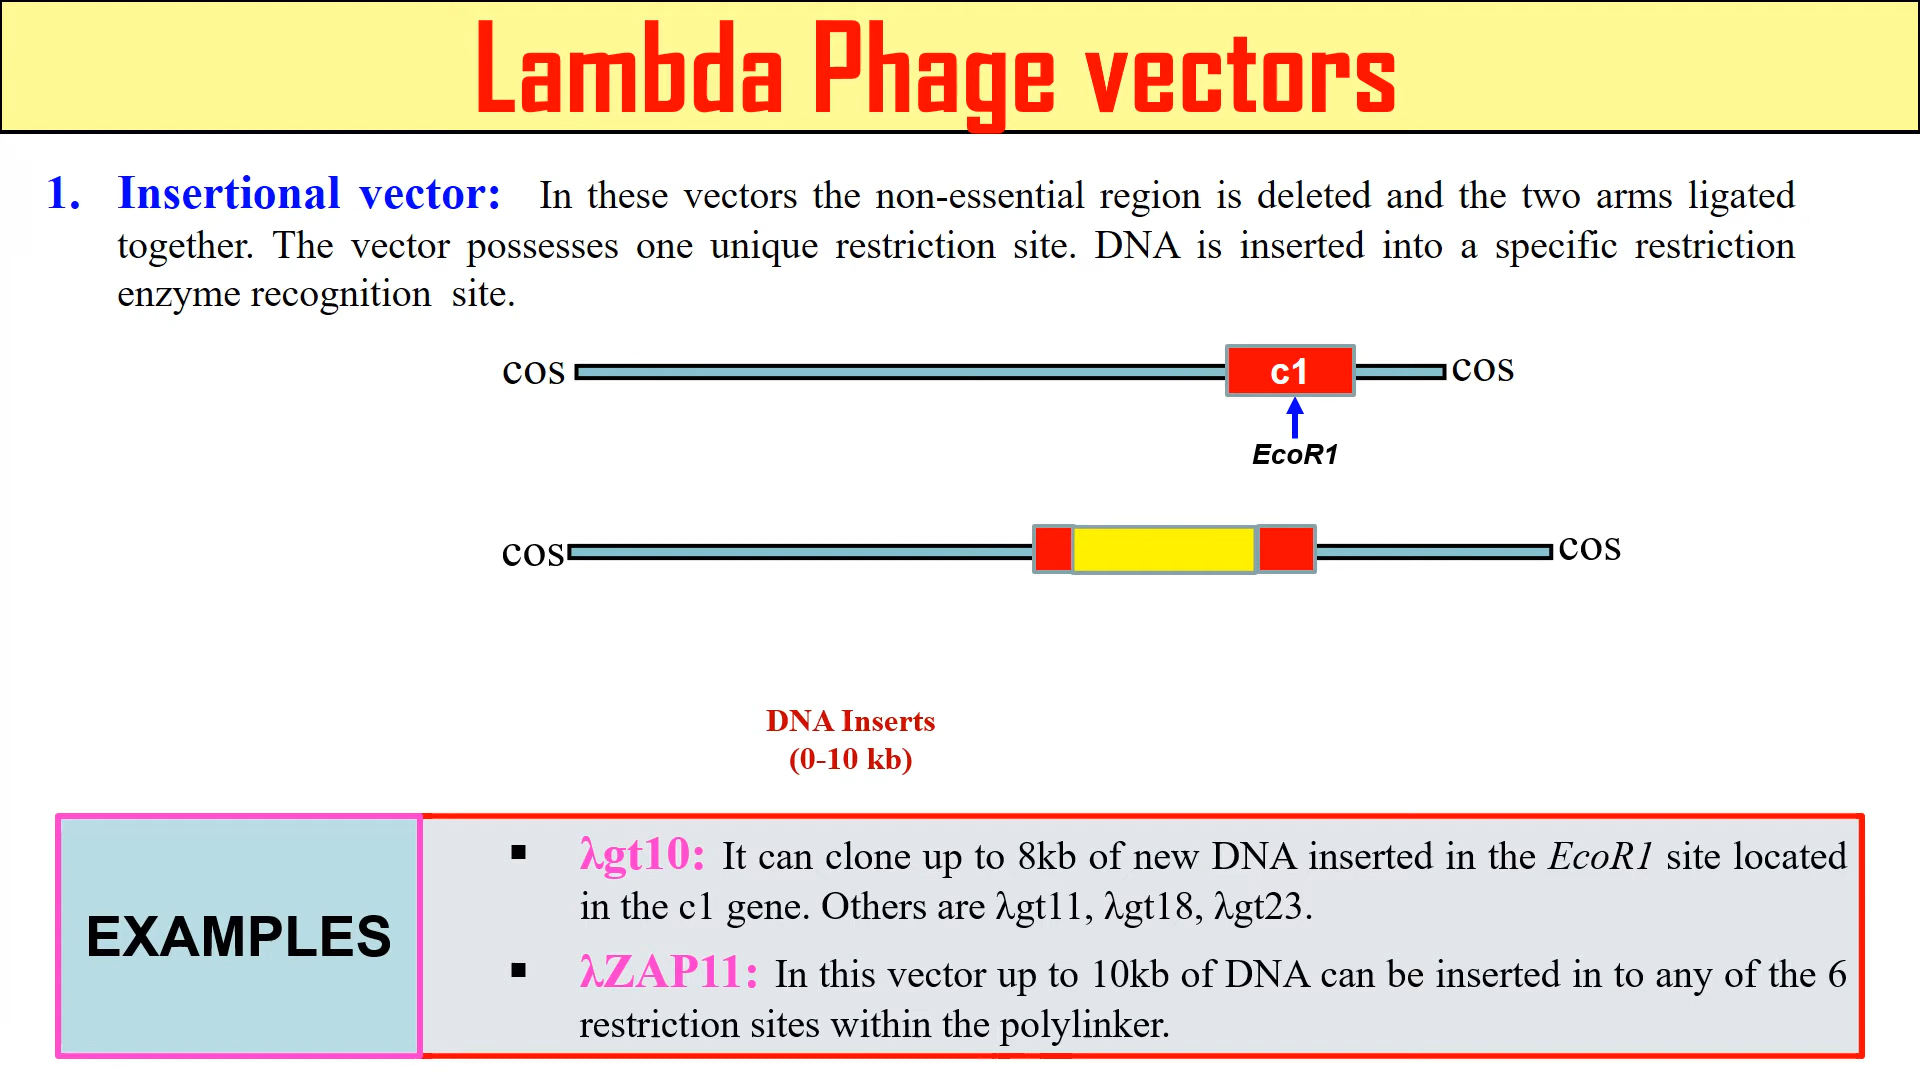 Lambda Phage vectors
1. Insertional vector: In these vectors the non-essential region is deleted and the two arms ligated
together. The vector possesses one unique restriction site. DNA is inserted into a specific restriction
enzyme recognition site.
cos c1 cos
EcoR1
cos cos
DNA Inserts
(0-10 kb)
EXAMPLES
▪ λgt10: It can clone up to 8kb of new DNA inserted in the EcoR1 site located
in the c1 gene. Others are λgt11, λgt18, λgt23.
▪ λZAP11: In this vector up to 10kb of DNA can be inserted in to any of the 6
restriction sites within the polylinker.